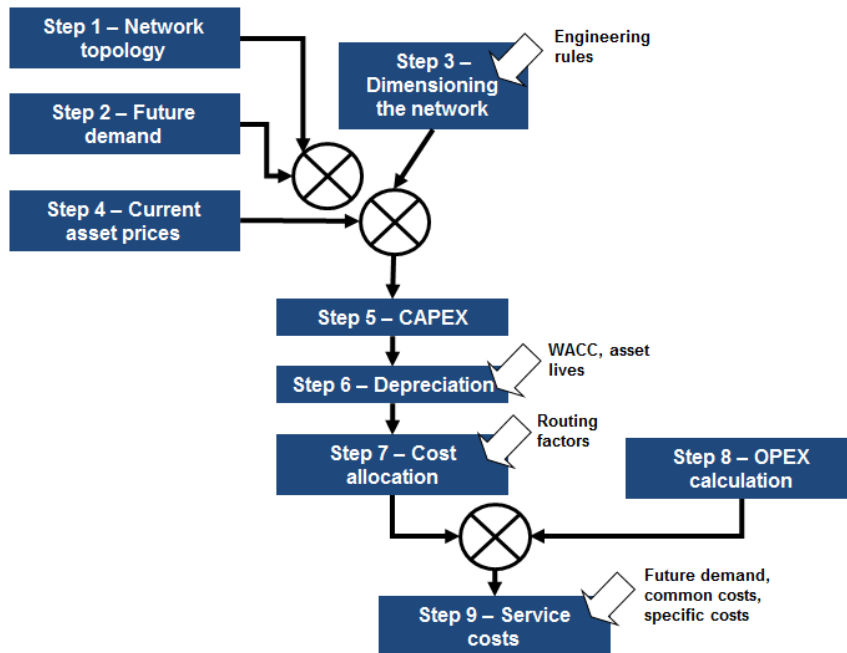 Step 1 – Network
topology
Engineering
rules
Step 3 –
Dimensioning
the network
Step 2 – Future
demand
Step 4 – Current
asset prices
Step 5 – CAPEX
WACC, asset
lives
Step 6 – Depreciation
Routing
factors
Step 7 – Cost
allocation
Step 8 – OPEX
calculation
Future demand,
common costs,
specific costs
Step 9 – Service
costs